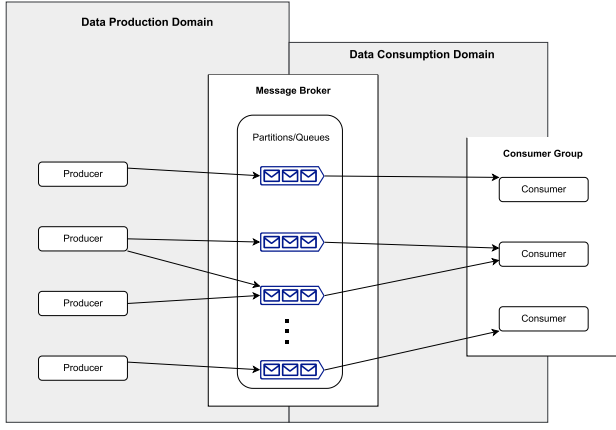 Data Production Domain
Data Consumption Domain
Message Broker
Partitions/Queues
Consumer Group
Producer
Consumer
Producer
Consumer
Producer
Consumer
Producer